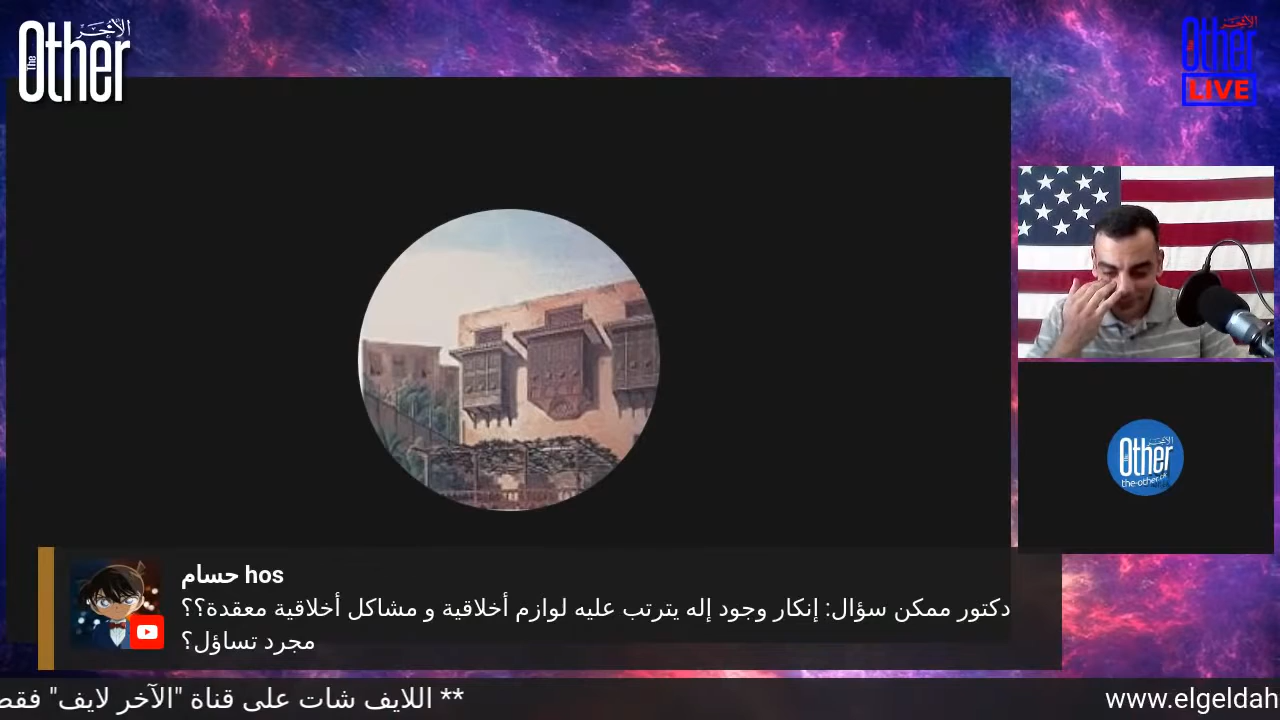 الآخر
The Other
الآخر
Other
LIVE
الآخر
Other
the-other.uk
حسام hos
دكتور ممكن سؤال: إنكار وجود إله يترتب عليه لوازم أخلاقية و مشاكل أخلاقية معقدة؟؟
مجرد تساؤل؟
** اللايف شات على قناة "الآخر لايف" فقط
www.elgeldah